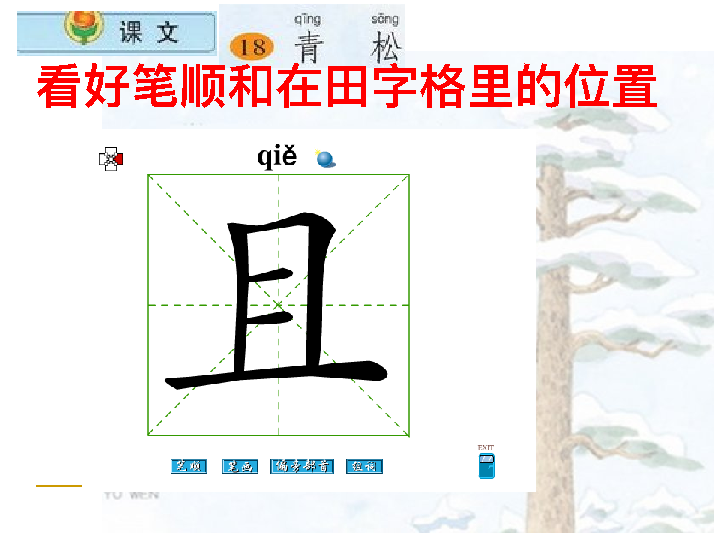 课文
qīng sōng
18 青松
看好笔顺和在田字格里的位置
qiě
且
笔顺 笔画 偏旁部首 组词
EXIT
YU WEN